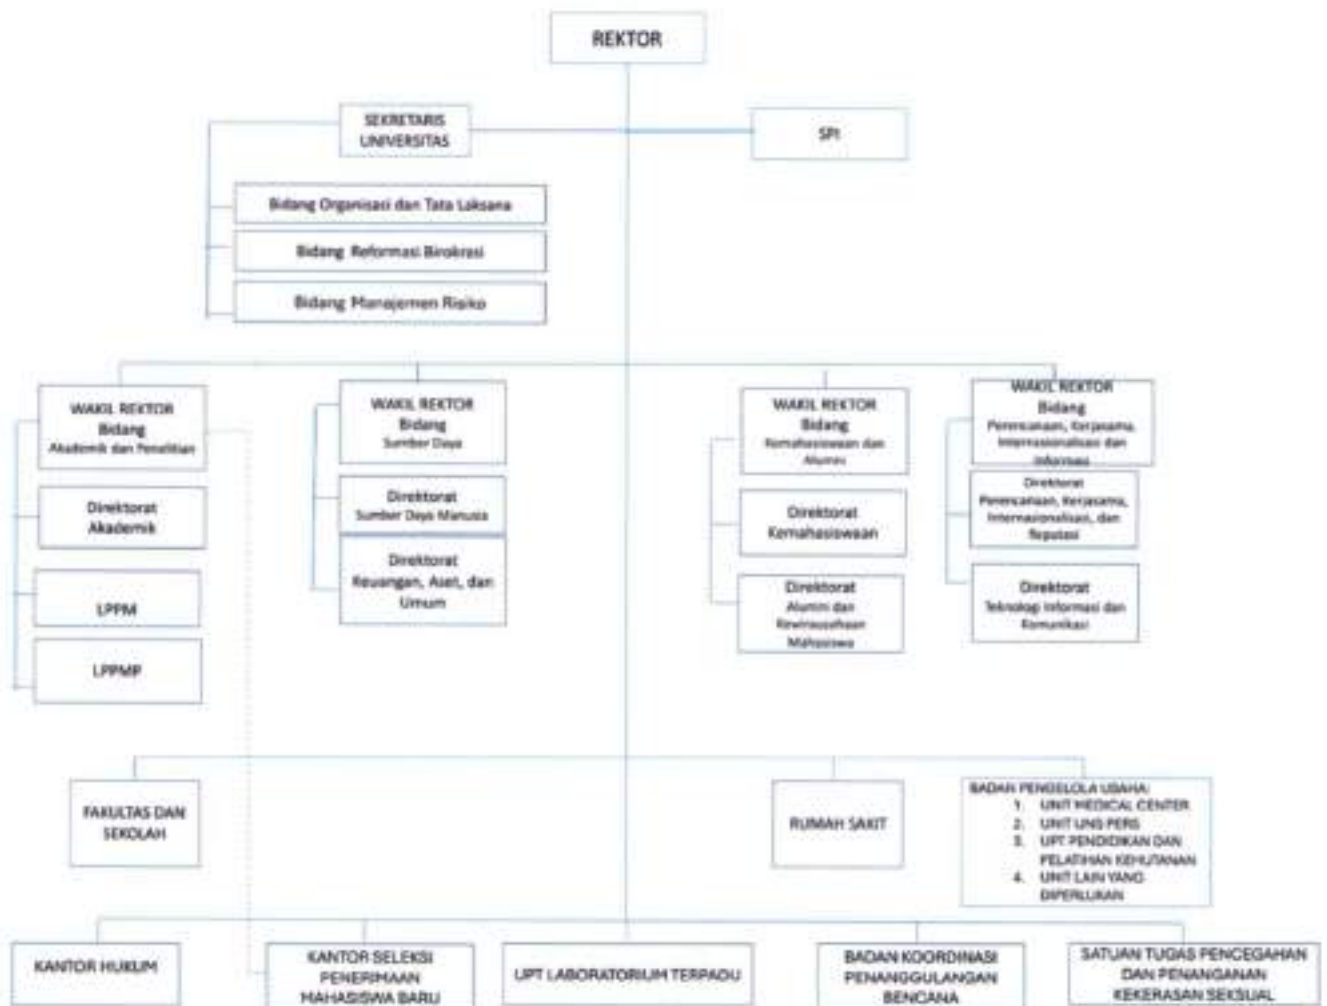 REKTOR
SEKRETARIS
UNIVERSITAS
SPI
Bidang Organisasi dan Tata Laksana
Bidang Reformasi Birokrasi
Bidang Manajemen Risiko
WAKIL REKTOR
Bidang
Akademik dan Penelitian
Direktorat
Akademik
LPPM
LPPMP
WAKIL REKTOR
Bidang
Sumber Daya
Direktorat
Sumber Daya Manusia
Direktorat
Keuangan, Aset, dan
Umum
WAKIL REKTOR
Bidang
Kemahasiswaan dan
Alumni
Direktorat
Kemahasiswaan
Direktorat
Alumni dan
Kewirausahaan
Mahasiswa
WAKIL REKTOR
Bidang
Perencanaan, Kerjasama,
Internasionalisasi dan
Informasi
Direktorat
Perencanaan, Kerjasama,
Internasionalisasi, dan
Reputasi
Direktorat
Teknologi Informasi dan
Komunikasi
FAKULTAS DAN
SEKOLAH
RUMAH SAKIT
BADAN PENGELOLA USAHA:
1. UNIT MEDICAL CENTER
2. UNIT UNS PERS
3. UPT PENDIDIKAN DAN
PELATIHAN KEHUTANAN
4. UNIT LAIN YANG
DIPERLUKAN
KANTOR HUKUM
KANTOR SELEKSI
PENERIMAAN
MAHASISWA BARU
UPT LABORATORIUM TERPADU
BADAN KOORDINASI
PENANGGULANGAN
BENCANA
SATUAN TUGAS PENCEGAHAN
DAN PENANGANAN
KEKERASAN SEKSUAL